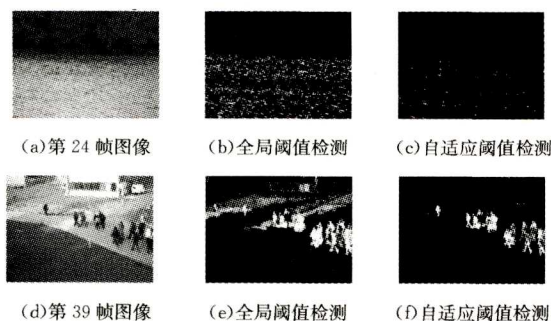 (a)第 24 帧图像 (b)全局阈值检测 (c)自适应阈值检测
(d)第 39 帧图像 (e)全局阈值检测 (f)自适应阈值检测